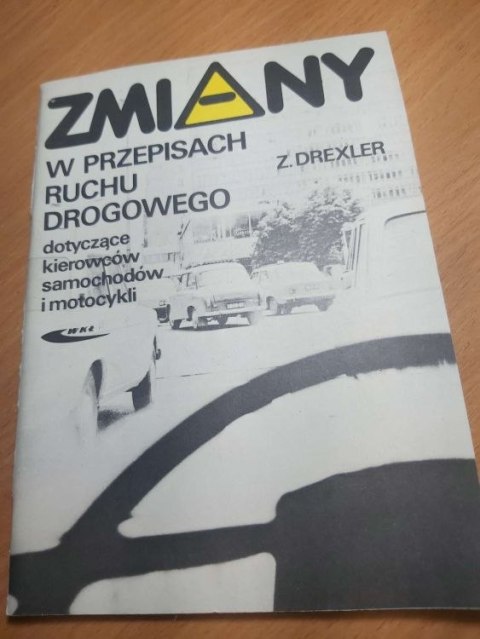 ZMIANY
W PRZEPISACH
RUCHU
DROGOWEGO
Z. DREXLER
dotyczące
kierowców
samochodów
i motocykli
WKŁ